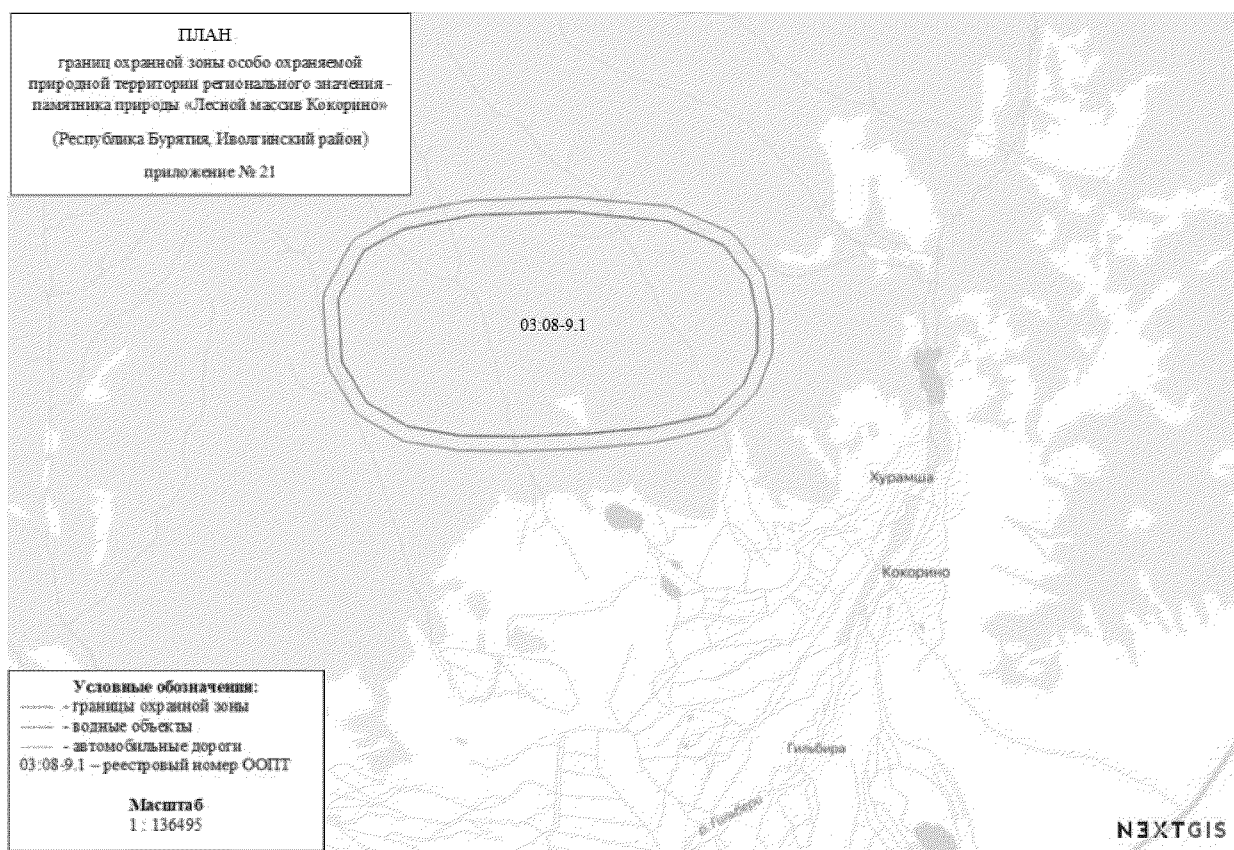 ПЛАН
границ охранной зоны особо охраняемой
природной территории регионального значения -
памятника природы «Лесной массив Кокорино»
(Республика Бурятия, Иволгинский район)
приложение № 21
03:08-9.1
Хурамша
Кокорино
Гильбира
р. Гильбира
Условные обозначения:
- границы охранной зоны
- водные объекты
- автомобильные дороги
03:08-9.1 – реестровый номер ООПТ
Масштаб
1 : 136495
NEXTGIS